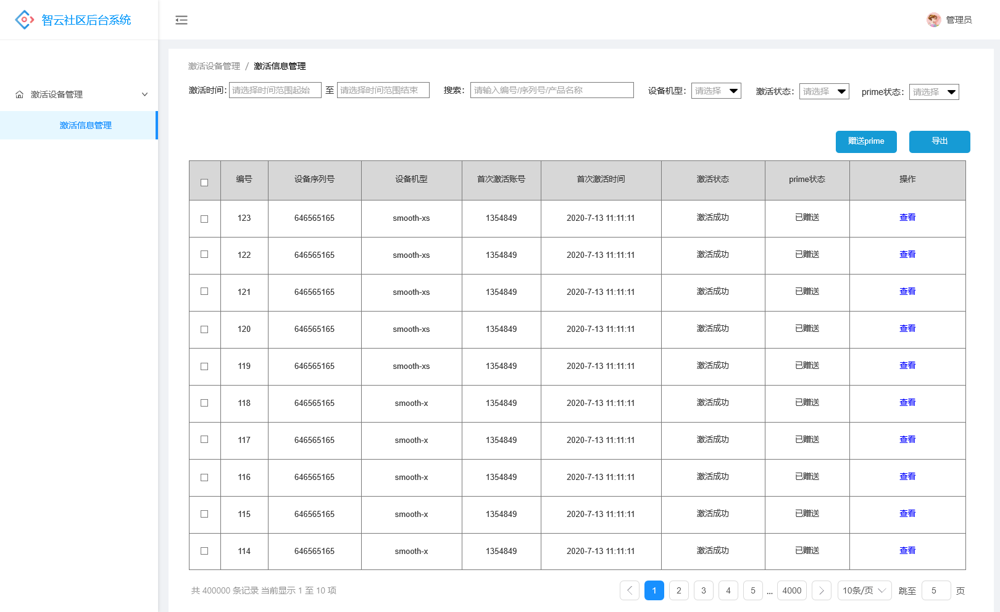 智云社区后台系统
管理员
激活设备管理
激活信息管理
激活设备管理 / 激活信息管理
激活时间: 请选择时间范围起始 至 请选择时间范围结束 搜索: 请输入编号/序列号/产品名称 设备机型: 请选择 激活状态: 请选择 prime状态: 请选择
赠送prime 导出
编号 设备序列号 设备机型 首次激活账号 首次激活时间 激活状态 prime状态 操作
123 646565165 smooth-xs 1354849 2020-7-13 11:11:11 激活成功 已赠送 查看
122 646565165 smooth-xs 1354849 2020-7-13 11:11:11 激活成功 已赠送 查看
121 646565165 smooth-xs 1354849 2020-7-13 11:11:11 激活成功 已赠送 查看
120 646565165 smooth-xs 1354849 2020-7-13 11:11:11 激活成功 已赠送 查看
119 646565165 smooth-xs 1354849 2020-7-13 11:11:11 激活成功 已赠送 查看
118 646565165 smooth-x 1354849 2020-7-13 11:11:11 激活成功 已赠送 查看
117 646565165 smooth-x 1354849 2020-7-13 11:11:11 激活成功 已赠送 查看
116 646565165 smooth-x 1354849 2020-7-13 11:11:11 激活成功 已赠送 查看
115 646565165 smooth-x 1354849 2020-7-13 11:11:11 激活成功 已赠送 查看
114 646565165 smooth-x 1354849 2020-7-13 11:11:11 激活成功 已赠送 查看
共 400000 条记录 当前显示 1 至 10 项 1 2 3 4 5 ... 4000 10条/页 跳至 5 页